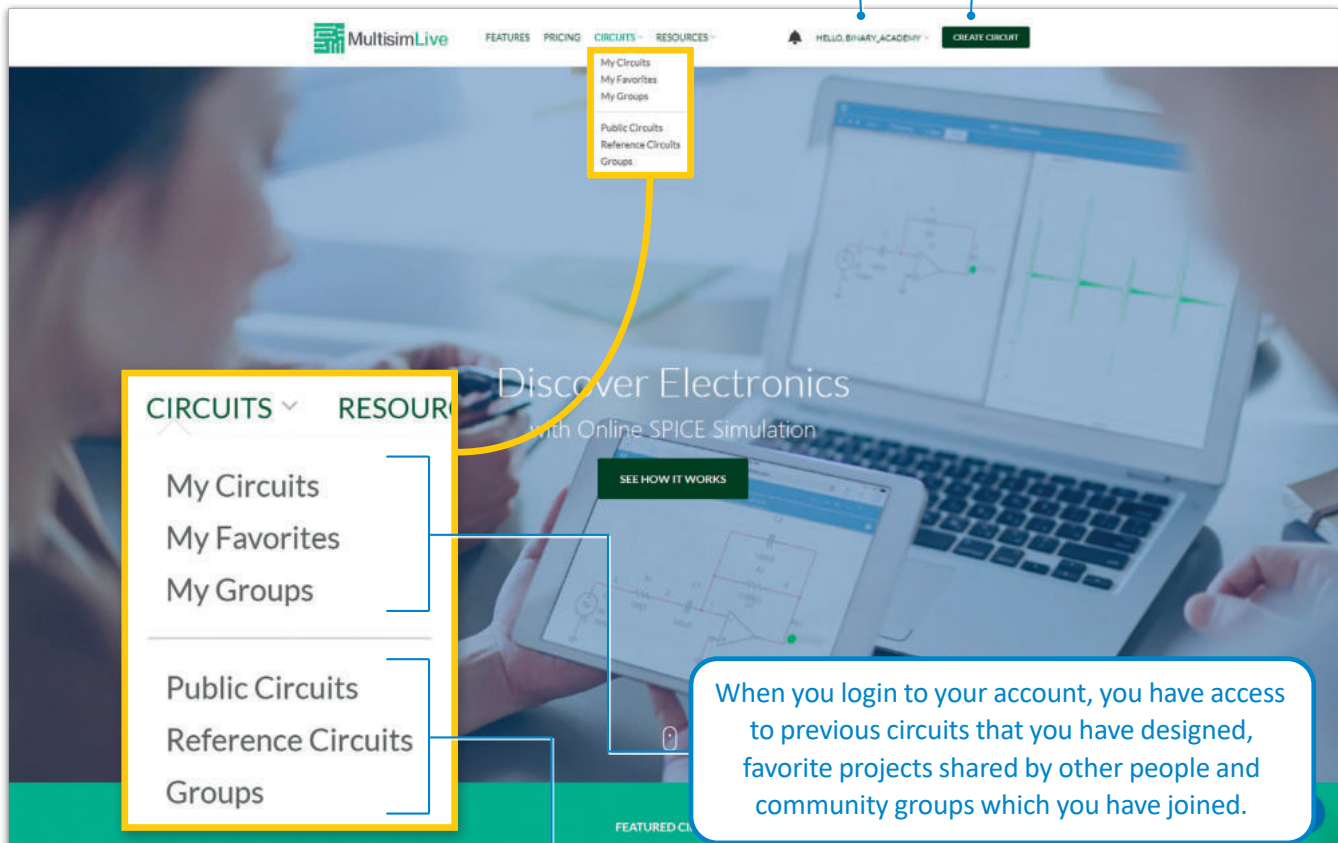 MultisimLive FEATURES PRICING CIRCUITS RESOURCES HELLO, BINARY_ACADEMY CREATE CIRCUIT
My Circuits
My Favorites
My Groups
Public Circuits
Reference Circuits
Groups
Discover Electronics
with Online SPICE Simulation
SEE HOW IT WORKS
CIRCUITS RESOUR
My Circuits
My Favorites
My Groups
Public Circuits
Reference Circuits
Groups
When you login to your account, you have access
to previous circuits that you have designed,
favorite projects shared by other people and
community groups which you have joined.
FEATURED CI